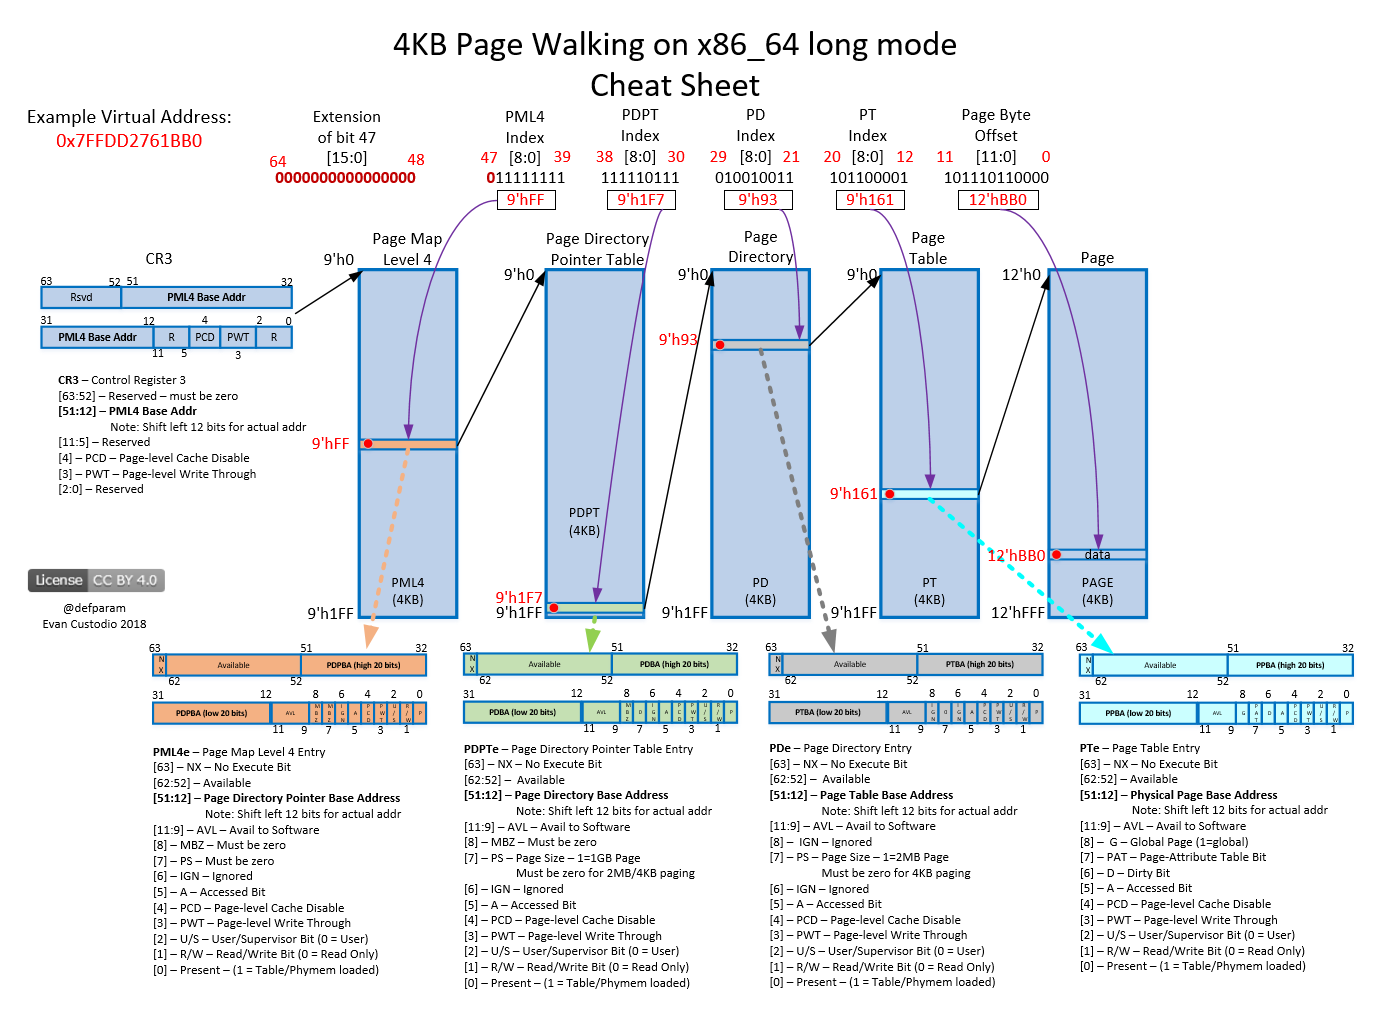 4KB Page Walking on x86_64 long mode
Cheat Sheet
Example Virtual Address:
0x7FFDD2761BB0
Extension
of bit 47
[15:0]
64
48
0000000000000000
PML4
Index
47 [8:0] 39
011111111
9'hFF
PDPT
Index
38 [8:0] 30
111110111
9'h1F7
PD
Index
29 [8:0] 21
010010011
9'h93
PT
Index
20 [8:0] 12
101100001
9'h161
Page Byte
Offset
11 [11:0] 0
101110110000
12'hBB0
CR3
63 52 51 32
Rsvd PML4 Base Addr
31 12 4 2 0
PML4 Base Addr R PCD PWT R
11 5 3
CR3 – Control Register 3
[63:52] – Reserved – must be zero
[51:12] – PML4 Base Addr
Note: Shift left 12 bits for actual addr
[11:5] – Reserved
[4] – PCD – Page-level Cache Disable
[3] – PWT – Page-level Write Through
[2:0] – Reserved
Page Map
Level 4
9'h0
9'hFF
PML4
(4KB)
9'h1FF
Page Directory
Pointer Table
9'h0
PDPT
(4KB)
9'h1F7
9'h1FF
Page
Directory
9'h0
9'h93
PD
(4KB)
9'h1FF
Page
Table
9'h0
9'h161
PT
(4KB)
9'h1FF
Page
12'h0
12'hBB0
data
PAGE
(4KB)
12'hFFF
License CC BY 4.0
@defparam
Evan Custodio 2018
63 51 32
NX Available PDPBA (high 20 bits)
62 52
31 12 8 6 4 2 0
PDPBA (low 20 bits) AVL MBZ MBZ IGN A PCD PWT U/S R/W P
11 9 7 5 3 1
PML4e – Page Map Level 4 Entry
[63] – NX – No Execute Bit
[62:52] – Available
[51:12] – Page Directory Pointer Base Address
Note: Shift left 12 bits for actual addr
[11:9] – AVL – Avail to Software
[8] – MBZ – Must be zero
[7] – PS – Must be zero
[6] – IGN – Ignored
[5] – A – Accessed Bit
[4] – PCD – Page-level Cache Disable
[3] – PWT – Page-level Write Through
[2] – U/S – User/Supervisor Bit (0 = User)
[1] – R/W – Read/Write Bit (0 = Read Only)
[0] – Present – (1 = Table/Phymem loaded)
63 51 32
NX Available PDBA (high 20 bits)
62 52
31 12 8 6 4 2 0
PDBA (low 20 bits) AVL MBZ 0 IGN A PCD PWT U/S R/W P
11 9 7 5 3 1
PDPTe – Page Directory Pointer Table Entry
[63] – NX – No Execute Bit
[62:52] – Available
[51:12] – Page Directory Base Address
Note: Shift left 12 bits for actual addr
[11:9] – AVL – Avail to Software
[8] – MBZ – Must be zero
[7] – PS – Page Size – 1=1GB Page
Must be zero for 2MB/4KB paging
[6] – IGN – Ignored
[5] – A – Accessed Bit
[4] – PCD – Page-level Cache Disable
[3] – PWT – Page-level Write Through
[2] – U/S – User/Supervisor Bit (0 = User)
[1] – R/W – Read/Write Bit (0 = Read Only)
[0] – Present – (1 = Table/Phymem loaded)
63 51 32
NX Available PTBA (high 20 bits)
62 52
31 12 8 6 4 2 0
PTBA (low 20 bits) AVL IGN 0 IGN A PCD PWT U/S R/W P
11 9 7 5 3 1
PDe – Page Directory Entry
[63] – NX – No Execute Bit
[62:52] – Available
[51:12] – Page Table Base Address
Note: Shift left 12 bits for actual addr
[11:9] – AVL – Avail to Software
[8] – IGN – Ignored
[7] – PS – Page Size – 1=2MB Page
Must be zero for 4KB paging
[6] – IGN – Ignored
[5] – A – Accessed Bit
[4] – PCD – Page-level Cache Disable
[3] – PWT – Page-level Write Through
[2] – U/S – User/Supervisor Bit (0 = User)
[1] – R/W – Read/Write Bit (0 = Read Only)
[0] – Present – (1 = Table/Phymem loaded)
63 51 32
NX Available PPBA (high 20 bits)
62 52
31 12 8 6 4 2 0
PPBA (low 20 bits) AVL G PAT D A PCD PWT U/S R/W P
11 9 7 5 3 1
PTe – Page Table Entry
[63] – NX – No Execute Bit
[62:52] – Available
[51:12] – Physical Page Base Address
Note: Shift left 12 bits for actual addr
[11:9] – AVL – Avail to Software
[8] – G – Global Page (1=global)
[7] – PAT – Page-Attribute Table Bit
[6] – D – Dirty Bit
[5] – A – Accessed Bit
[4] – PCD – Page-level Cache Disable
[3] – PWT – Page-level Write Through
[2] – U/S – User/Supervisor Bit (0 = User)
[1] – R/W – Read/Write Bit (0 = Read Only)
[0] – Present – (1 = Table/Phymem loaded)